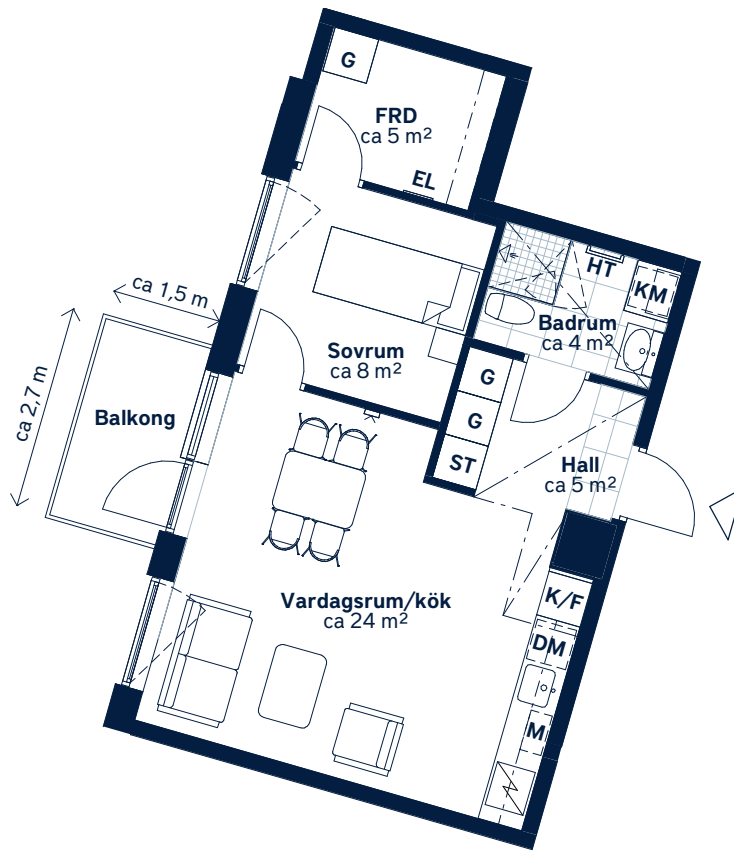 G
FRD
ca 5 m²
EL
HT
KM
Badrum
ca 4 m²
ca 1,5 m
Sovrum
ca 8 m²
ca 2,7 m
Balkong
G
G
ST
Hall
ca 5 m²
Vardagsrum/kök
ca 24 m²
K/F
DM
M